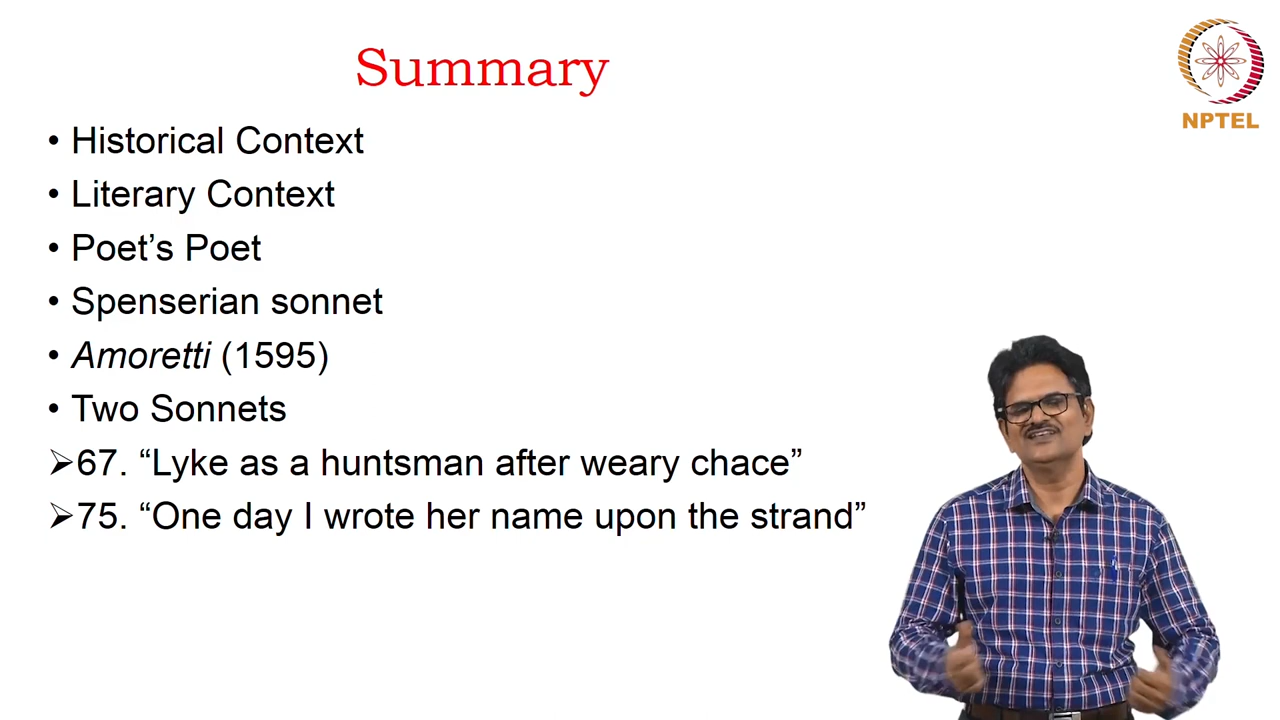 Summary
NPTEL
• Historical Context
• Literary Context
• Poet’s Poet
• Spenserian sonnet
• Amoretti (1595)
• Two Sonnets
➢67. “Lyke as a huntsman after weary chace”
➢75. “One day I wrote her name upon the strand”